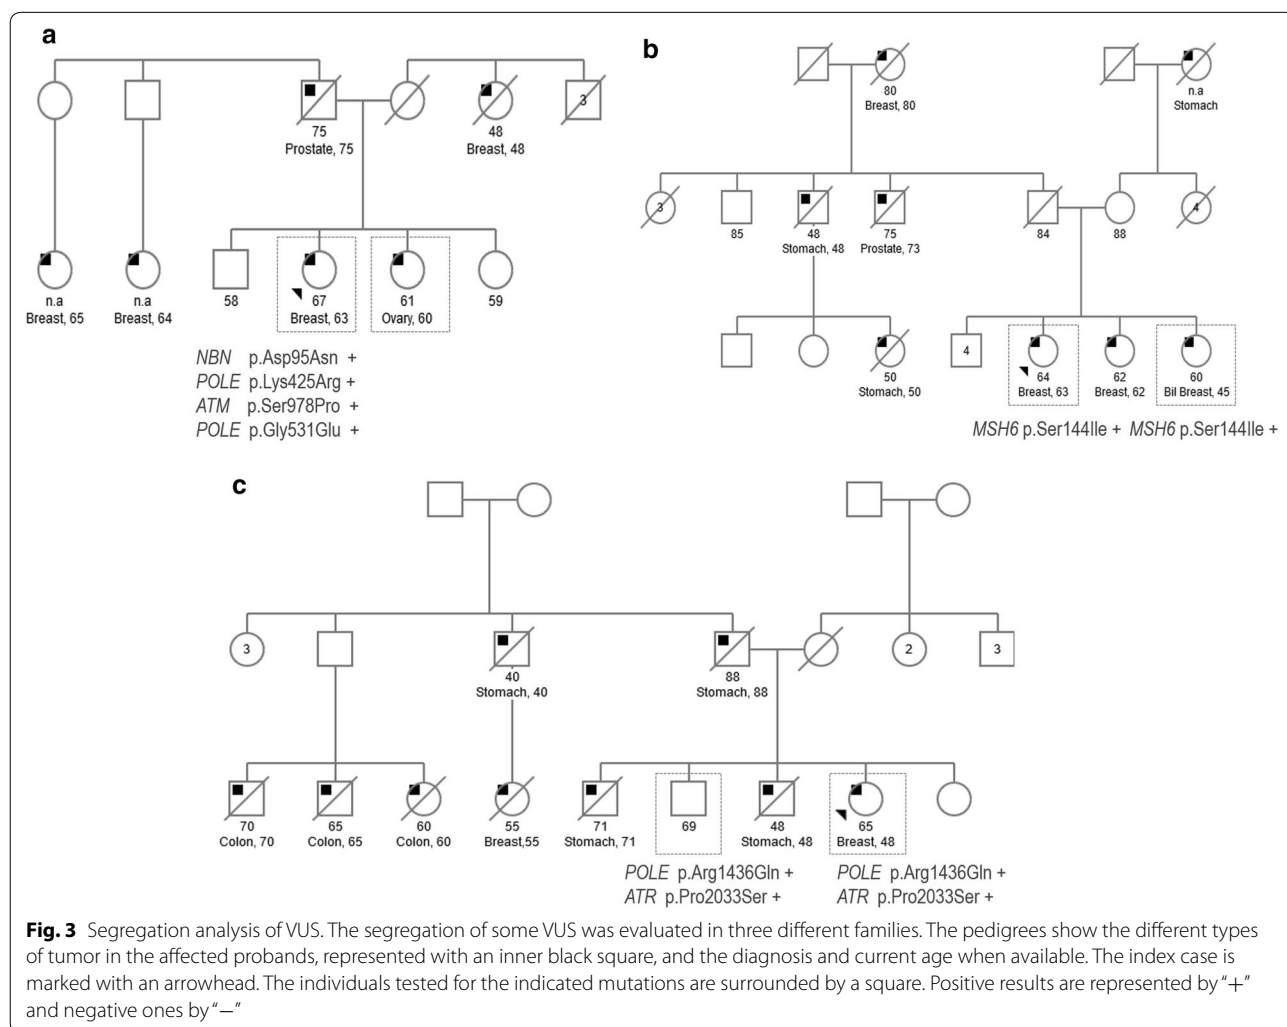 a
3
75
Prostate, 75
48
Breast, 48
n.a
Breast, 65
n.a
Breast, 64
58
67
Breast, 63
61
Ovary, 60
59
NBN p.Asp95Asn +
POLE p.Lys425Arg +
ATM p.Ser978Pro +
POLE p.Gly531Glu +
b
80
Breast, 80
n.a
Stomach
3
85
48
Stomach, 48
75
Prostate, 73
84
88
4
50
Stomach, 50
4
64
Breast, 63
62
Breast, 62
60
Bil Breast, 45
MSH6 p.Ser144Ile + MSH6 p.Ser144Ile +
c
3
40
Stomach, 40
88
Stomach, 88
2
3
70
Colon, 70
65
Colon, 65
60
Colon, 60
55
Breast,55
71
Stomach, 71
69
48
Stomach, 48
65
Breast, 48
POLE p.Arg1436Gln +
ATR p.Pro2033Ser +
POLE p.Arg1436Gln +
ATR p.Pro2033Ser +
Fig. 3 Segregation analysis of VUS. The segregation of some VUS was evaluated in three different families. The pedigrees show the different types
of tumor in the affected probands, represented with an inner black square, and the diagnosis and current age when available. The index case is
marked with an arrowhead. The individuals tested for the indicated mutations are surrounded by a square. Positive results are represented by “+”
and negative ones by “−”